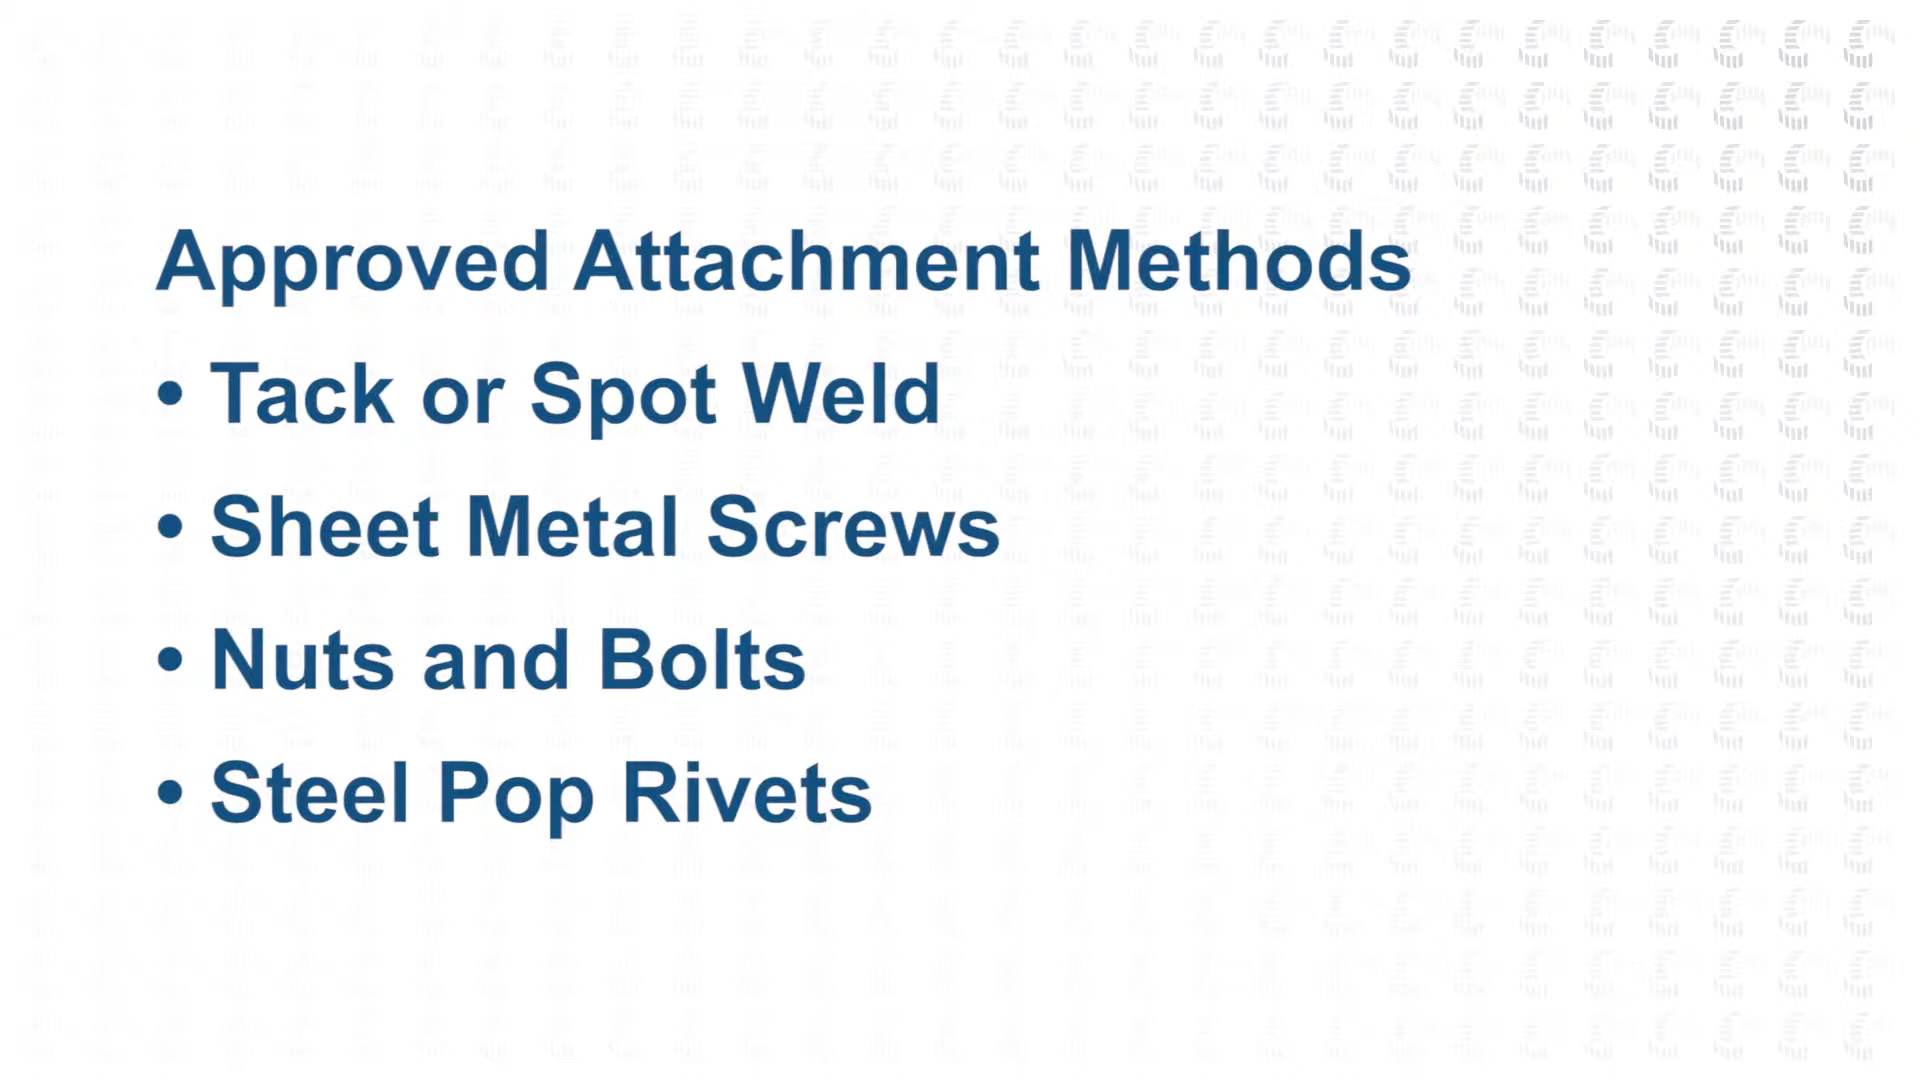 Approved Attachment Methods
• Tack or Spot Weld
• Sheet Metal Screws
• Nuts and Bolts
• Steel Pop Rivets